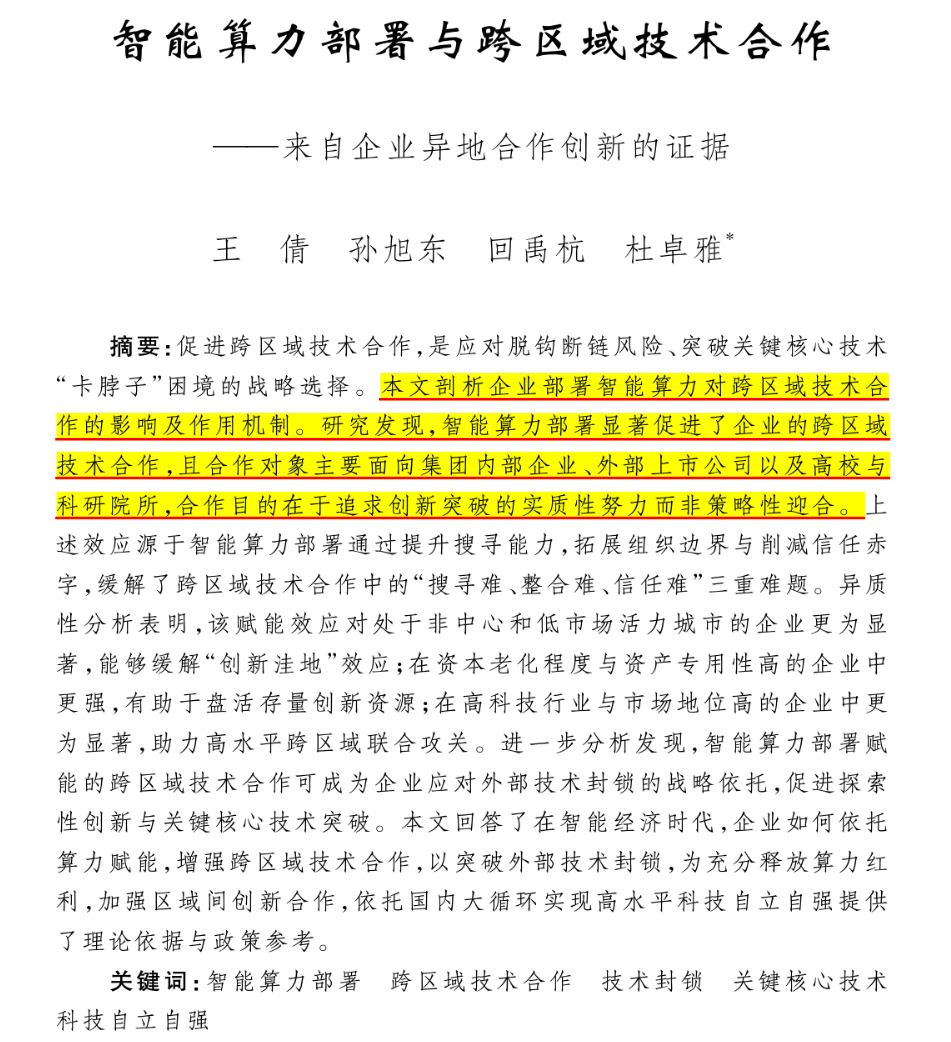 智能算力部署与跨区域技术合作
——来自企业异地合作创新的证据
王　倩　孙旭东　回禹杭　杜卓雅*
摘要:促进跨区域技术合作,是应对脱钩断链风险、突破关键核心技术
“卡脖子”困境的战略选择。本文剖析企业部署智能算力对跨区域技术合
作的影响及作用机制。研究发现,智能算力部署显著促进了企业的跨区域
技术合作,且合作对象主要面向集团内部企业、外部上市公司以及高校与
科研院所,合作目的在于追求创新突破的实质性努力而非策略性迎合。上
述效应源于智能算力部署通过提升搜寻能力,拓展组织边界与削减信任赤
字,缓解了跨区域技术合作中的“搜寻难、整合难、信任难”三重难题。异质
性分析表明,该赋能效应对处于非中心和低市场活力城市的企业更为显
著,能够缓解“创新洼地”效应;在资本老化程度与资产专用性高的企业中
更强,有助于盘活存量创新资源;在高科技行业与市场地位高的企业中更
为显著,助力高水平跨区域联合攻关。进一步分析发现,智能算力部署赋
能的跨区域技术合作可成为企业应对外部技术封锁的战略依托,促进探索
性创新与关键核心技术突破。本文回答了在智能经济时代,企业如何依托
算力赋能,增强跨区域技术合作,以突破外部技术封锁,为充分释放算力红
利,加强区域间创新合作,依托国内大循环实现高水平科技自立自强提供
了理论依据与政策参考。
关键词:智能算力部署　跨区域技术合作　技术封锁　关键核心技术
科技自立自强